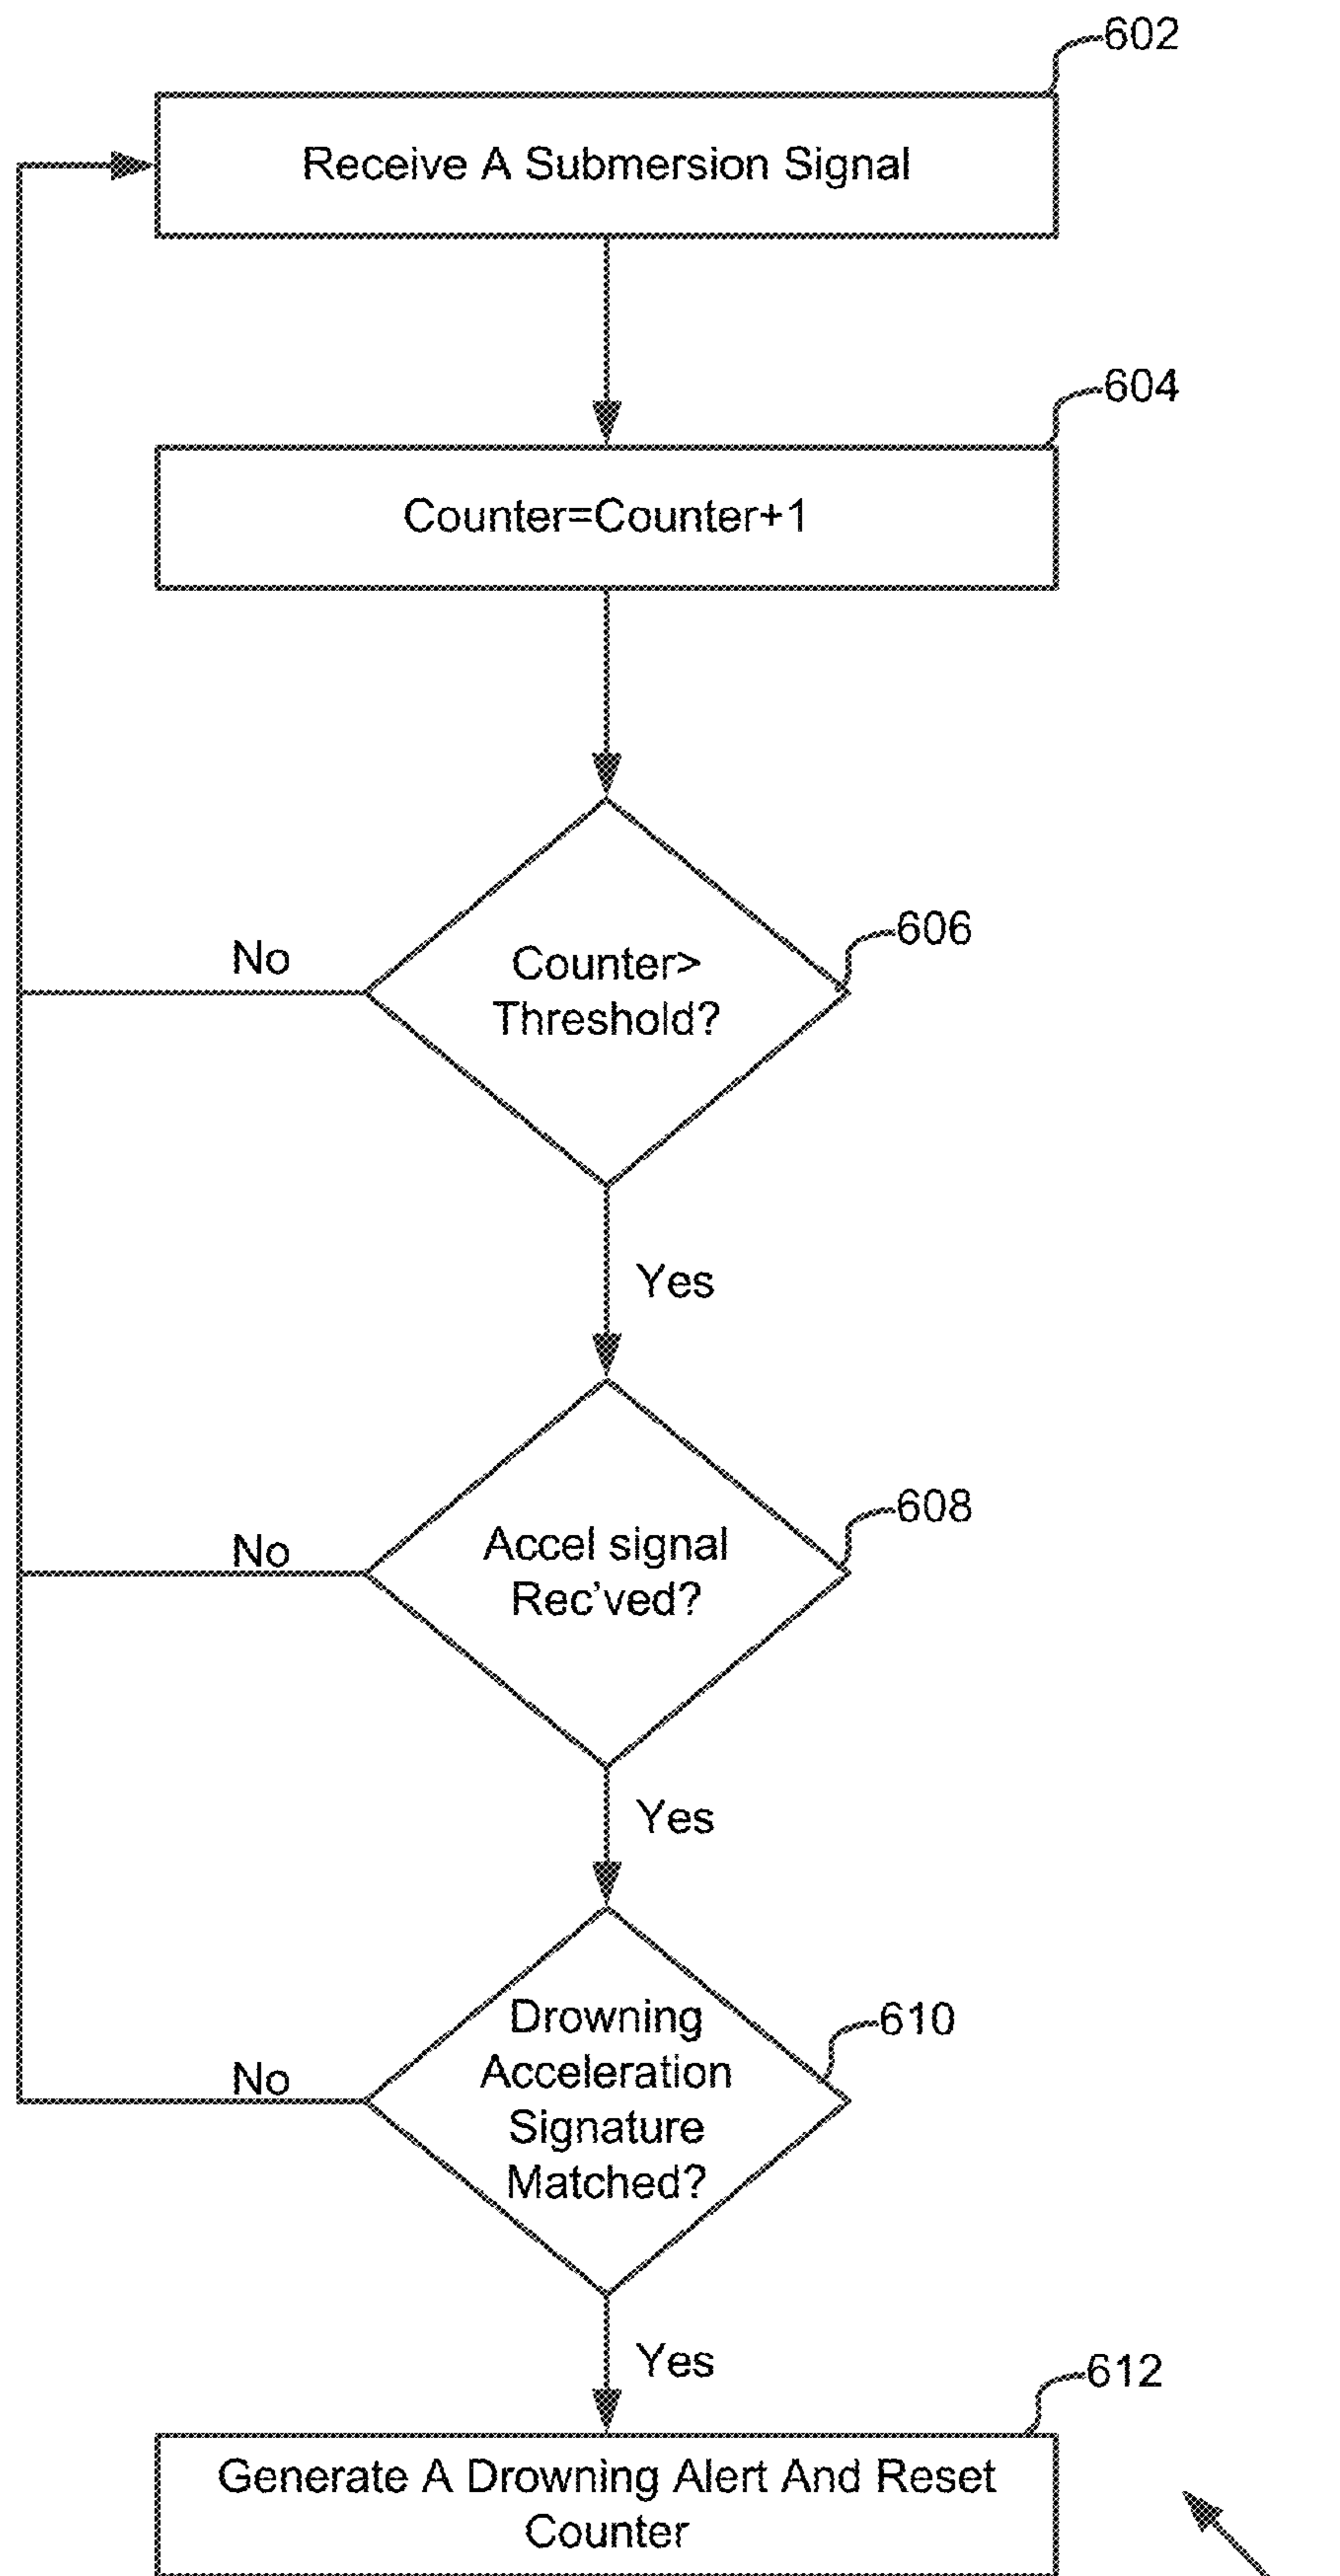 602
Receive A Submersion Signal
604
Counter=Counter+1
606
No
Counter>
Threshold?
Yes
608
No
Accel signal
Rec'ved?
Yes
610
No
Drowning
Acceleration
Signature
Matched?
Yes
612
Generate A Drowning Alert And Reset
Counter